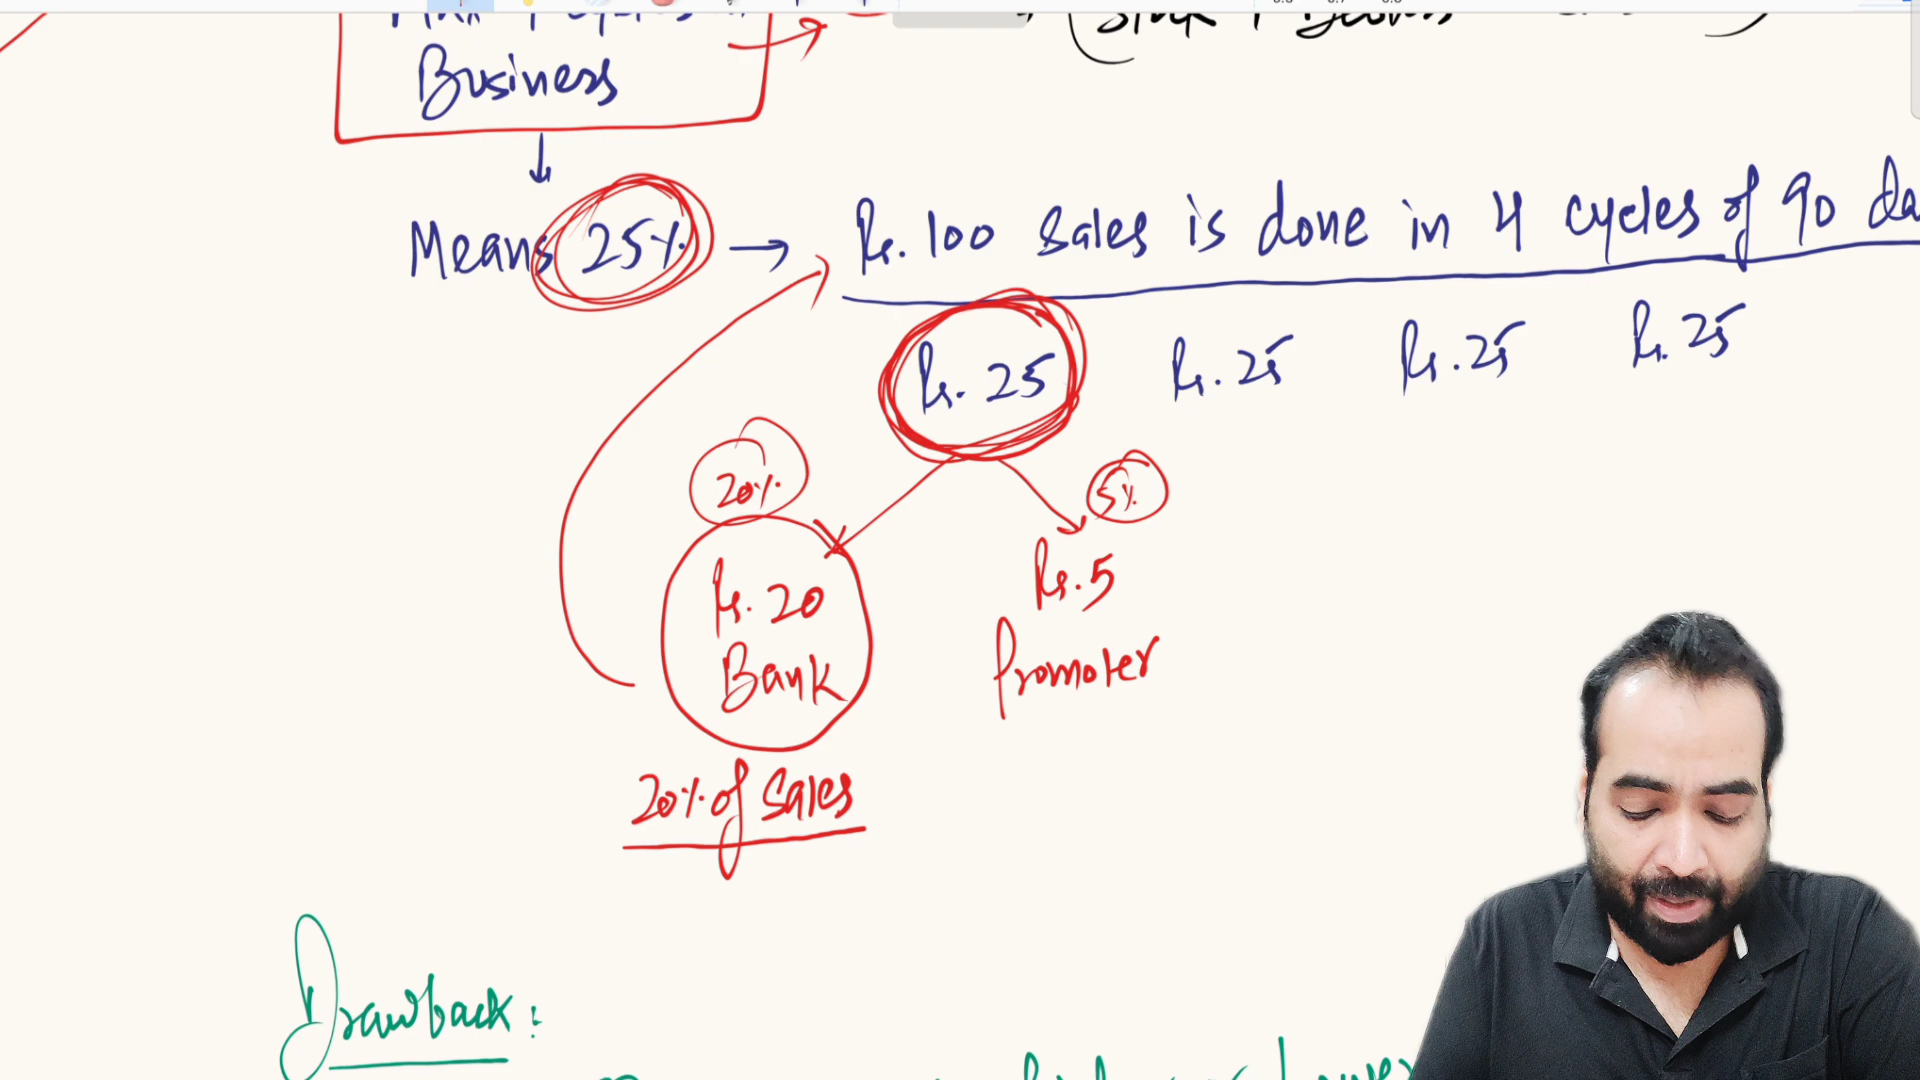 Business
Means 25% → Rs. 100 Sales is done in 4 cycles of 90 da
Rs. 25 Rs. 25 Rs. 25 Rs. 25
20% 5%
Rs. 20 Rs. 5
Bank Promoter
20% of Sales
Drawback :